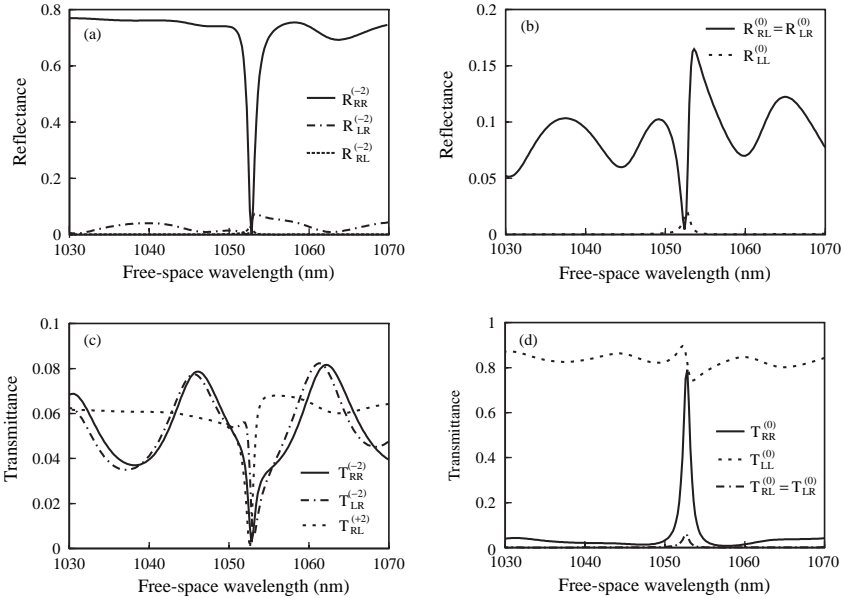 (a)
Reflectance
0.8
0.6
0.4
0.2
0
R_RR^(−2)
R_LR^(−2)
R_RL^(−2)
1030 1040 1050 1060 1070
Free-space wavelength (nm)
(b)
Reflectance
0.2
0.15
0.1
0.05
0
R_RL^(0) = R_LR^(0)
R_LL^(0)
1030 1040 1050 1060 1070
Free-space wavelength (nm)
(c)
Transmittance
0.1
0.08
0.06
0.04
0.02
0
T_RR^(−2)
T_LR^(−2)
T_RL^(+2)
1030 1040 1050 1060 1070
Free-space wavelength (nm)
(d)
Transmittance
1
0.8
0.6
0.4
0.2
0
T_RR^(0)
T_LL^(0)
T_RL^(0) = T_LR^(0)
1030 1040 1050 1060 1070
Free-space wavelength (nm)